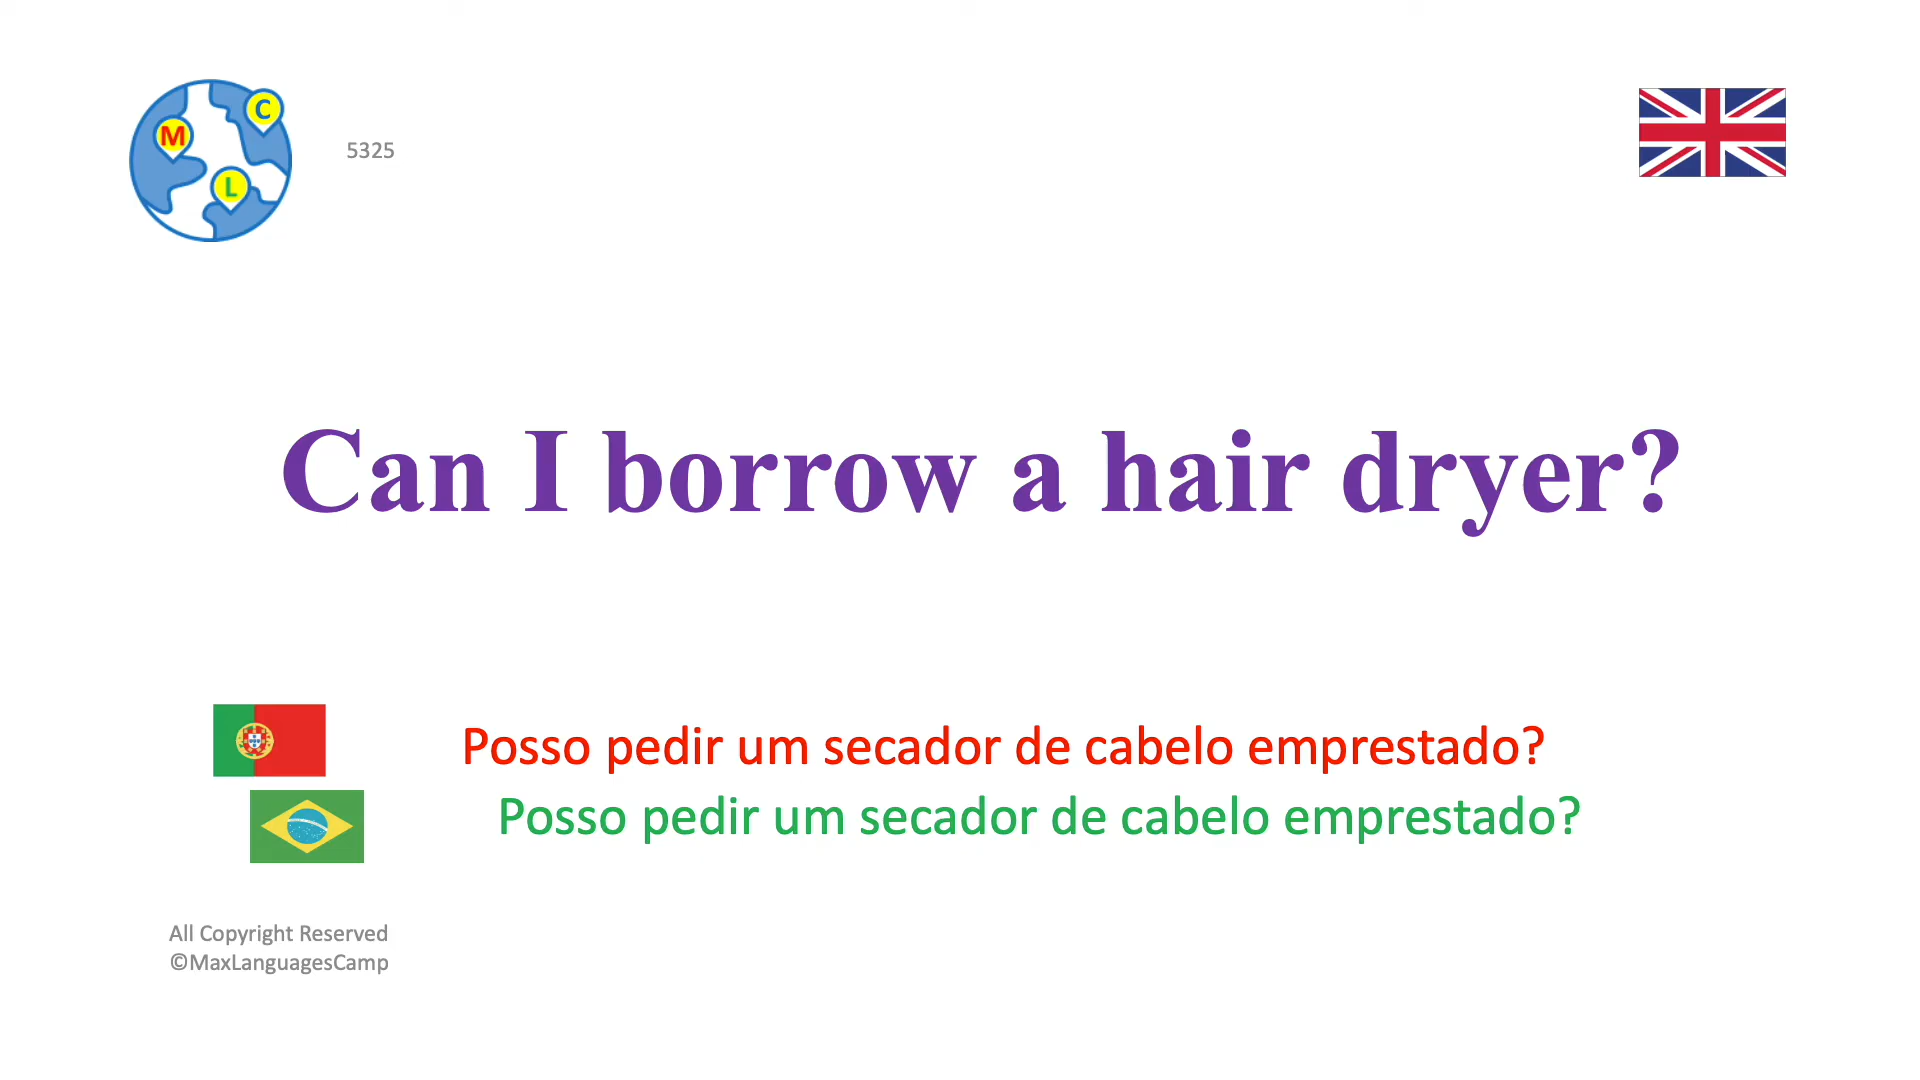 C
M
5325
L
Can I borrow a hair dryer?
Posso pedir um secador de cabelo emprestado?
Posso pedir um secador de cabelo emprestado?
All Copyright Reserved
©MaxLanguagesCamp